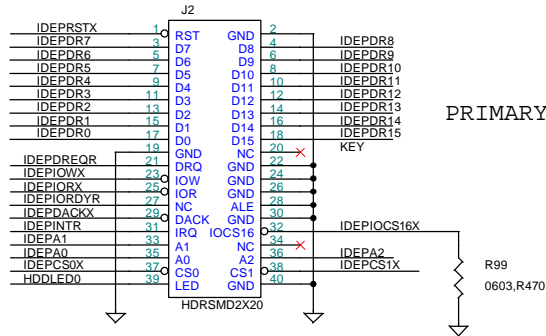 J2
IDEPRSTX 1 RST GND 2
IDEPDR7 3 D7 D8 4 IDEPDR8
IDEPDR6 5 D6 D9 6 IDEPDR9
IDEPDR5 7 D5 D10 8 IDEPDR10
IDEPDR4 9 D4 D11 10 IDEPDR11
IDEPDR3 11 D3 D12 12 IDEPDR12
IDEPDR2 13 D2 D13 14 IDEPDR13
IDEPDR1 15 D1 D14 16 IDEPDR14
IDEPDR0 17 D0 D15 18 IDEPDR15
19 GND NC 20 KEY
IDEPDREQR 21 DRQ GND 22
IDEPIOWX 23 IOW GND 24
IDEPIORX 25 IOR GND 26
IDEPIORDYR 27 NC ALE 28
IDEPDACKX 29 DACK GND 30
IDEPINTR 31 IRQ IOCS16 32 IDEPIOCS16X
IDEPA1 33 A1 NC 34
IDEPA0 35 A0 A2 36 IDEPA2
IDEPCS0X 37 CS0 CS1 38 IDEPCS1X
HDDLED0 39 LED GND 40
HDRSMD2X20
PRIMARY
R99
0603,R470